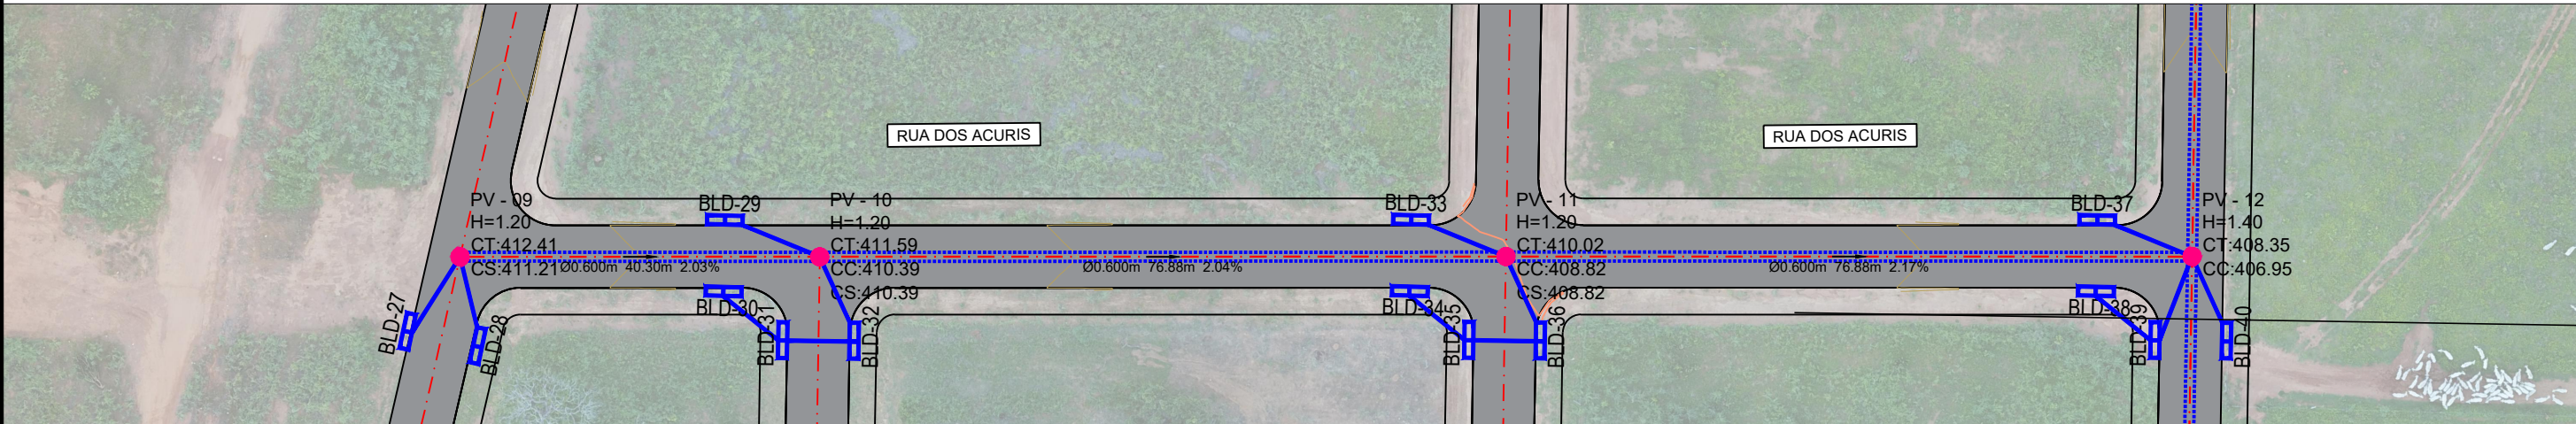 RUA DOS ACURIS
RUA DOS ACURIS
PV - 09
H=1.20
CT:412.41
CS:411.21
Ø0.600m 40.30m 2.03%
BLD-27
BLD-28
BLD-29
BLD-30
BLD-31
BLD-32
PV - 10
H=1.20
CT:411.59
CC:410.39
CS:410.39
Ø0.600m 76.88m 2.04%
BLD-33
BLD-34
BLD-35
BLD-36
PV - 11
H=1.20
CT:410.02
CC:408.82
CS:408.82
Ø0.600m 76.88m 2.17%
BLD-37
BLD-38
BLD-39
BLD-40
PV - 12
H=1.40
CT:408.35
CC:406.95